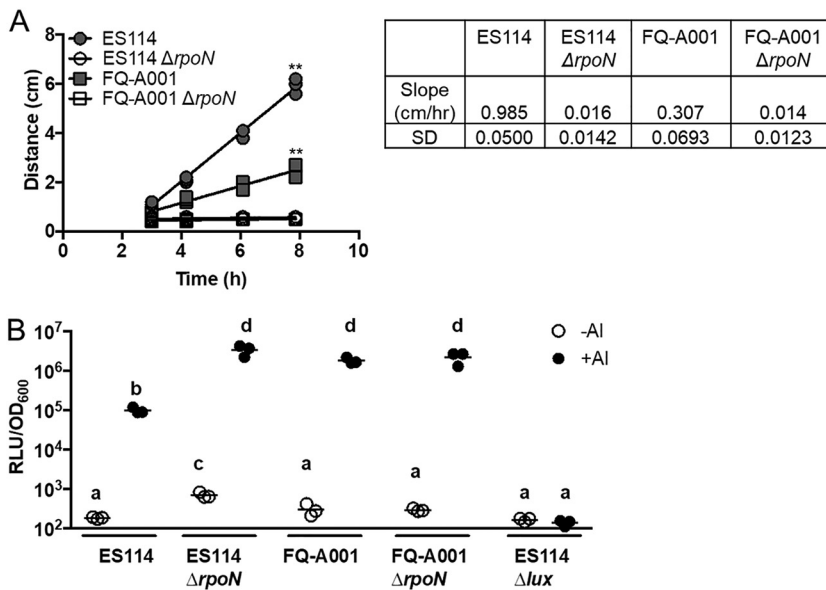 A
ES114
ES114 ΔrpoN
FQ-A001
FQ-A001 ΔrpoN
**
**
8
6
4
2
0
Distance (cm)
0 2 4 6 8 10
Time (h)
ES114 ES114 ΔrpoN FQ-A001 FQ-A001 ΔrpoN
Slope (cm/hr) 0.985 0.016 0.307 0.014
SD 0.0500 0.0142 0.0693 0.0123
B
10⁷
10⁶
10⁵
10⁴
10³
10²
RLU/OD₆₀₀
-AI
+AI
a b c d a d a d a a
ES114
ES114 ΔrpoN
FQ-A001
FQ-A001 ΔrpoN
ES114 Δlux